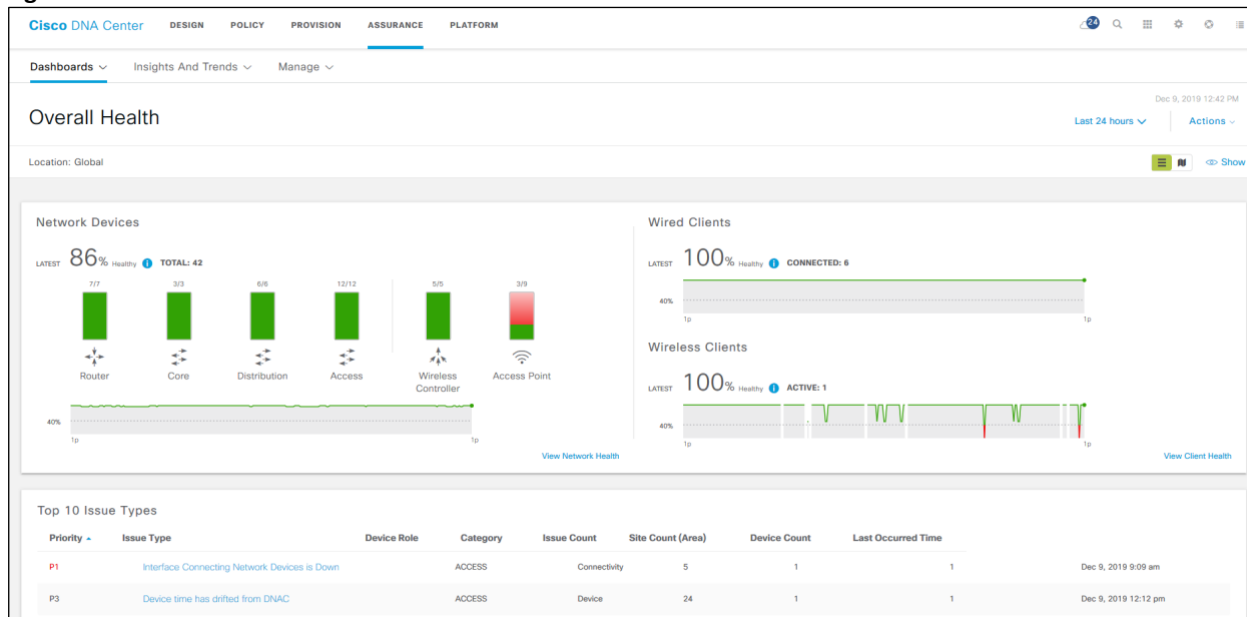 Cisco DNA Center DESIGN POLICY PROVISION ASSURANCE PLATFORM 24
Dashboards Insights And Trends Manage
Dec 9, 2019 12:42 PM
Overall Health
Last 24 hours Actions
Location: Global
Show
Network Devices
LATEST 86% Healthy TOTAL: 42
7/7 3/3 6/6 12/12 5/5 3/9
Router Core Distribution Access Wireless Controller Access Point
40%
1p 1p
View Network Health
Wired Clients
LATEST 100% Healthy CONNECTED: 6
40%
1p 1p
Wireless Clients
LATEST 100% Healthy ACTIVE: 1
40%
1p 1p
View Client Health
Top 10 Issue Types
Priority Issue Type Device Role Category Issue Count Site Count (Area) Device Count Last Occurred Time
P1 Interface Connecting Network Devices is Down ACCESS Connectivity 5 1 1 Dec 9, 2019 9:09 am
P3 Device time has drifted from DNAC ACCESS Device 24 1 1 Dec 9, 2019 12:12 pm